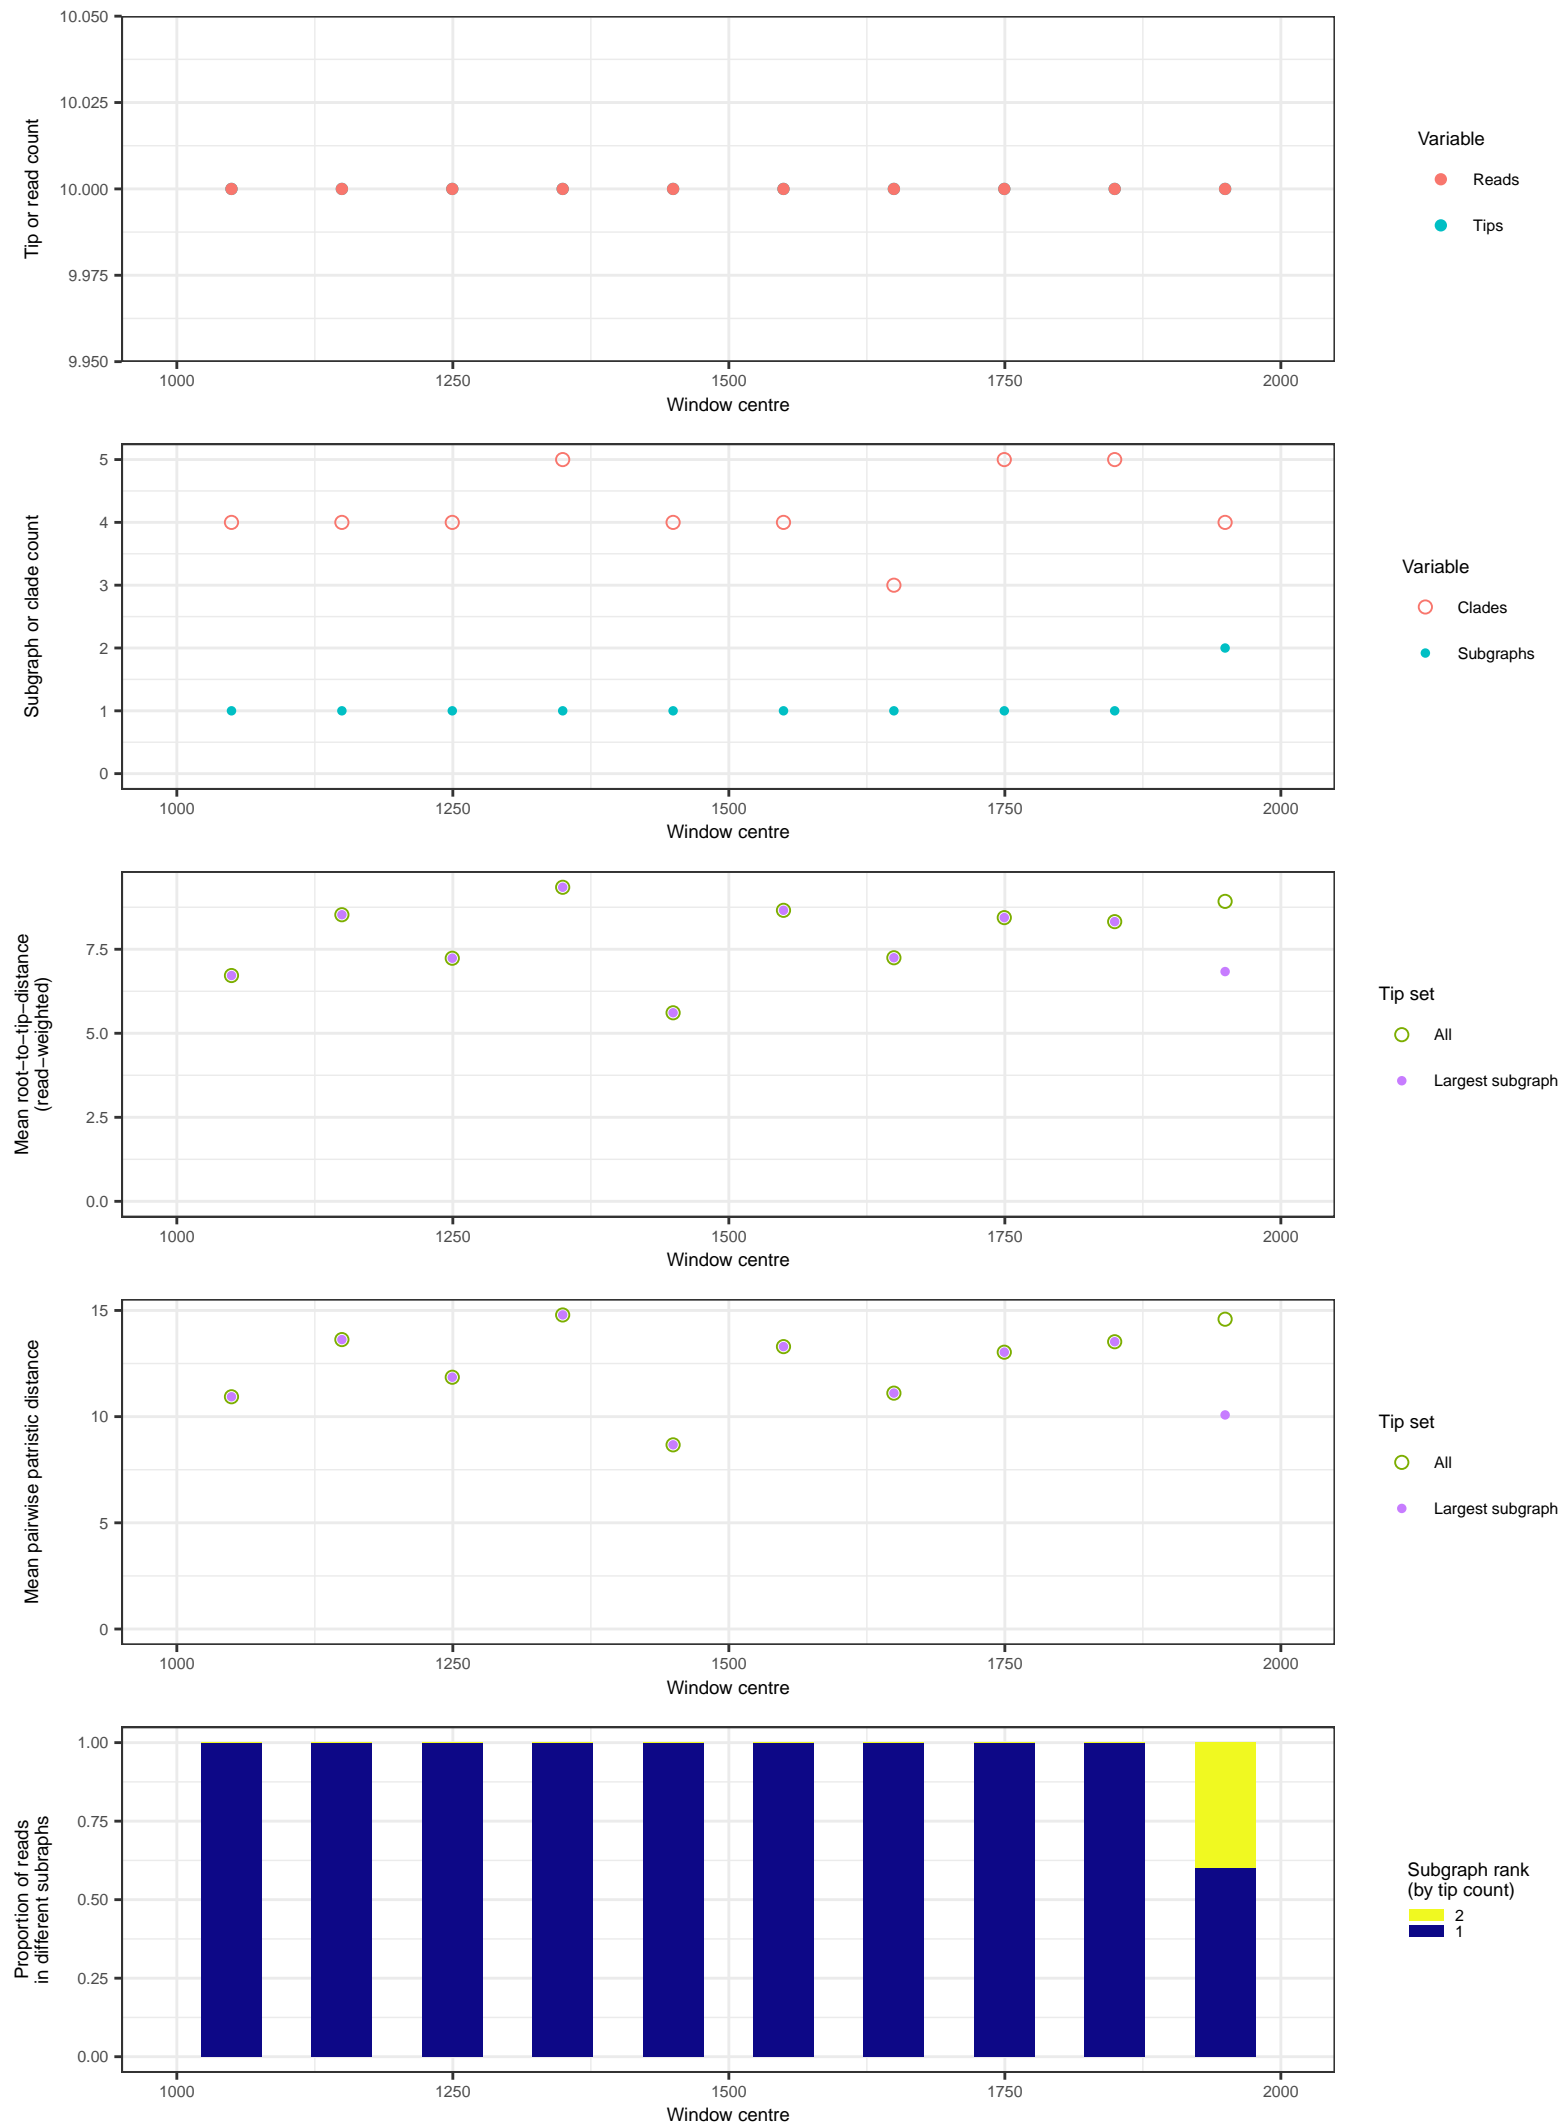 10.050
10.025
10.000
9.975
9.950
Tip or read count
1000 1250 1500 1750 2000
Window centre
Variable
Reads
Tips
5
4
3
2
1
0
Subgraph or clade count
1000 1250 1500 1750 2000
Window centre
Variable
Clades
Subgraphs
7.5
5.0
2.5
0.0
Mean root−to−tip−distance
(read−weighted)
1000 1250 1500 1750 2000
Window centre
Tip set
All
Largest subgraph
15
10
5
0
Mean pairwise patristic distance
1000 1250 1500 1750 2000
Window centre
Tip set
All
Largest subgraph
1.00
0.75
0.50
0.25
0.00
Proportion of reads
in different subraphs
1000 1250 1500 1750 2000
Window centre
Subgraph rank
(by tip count)
2
1